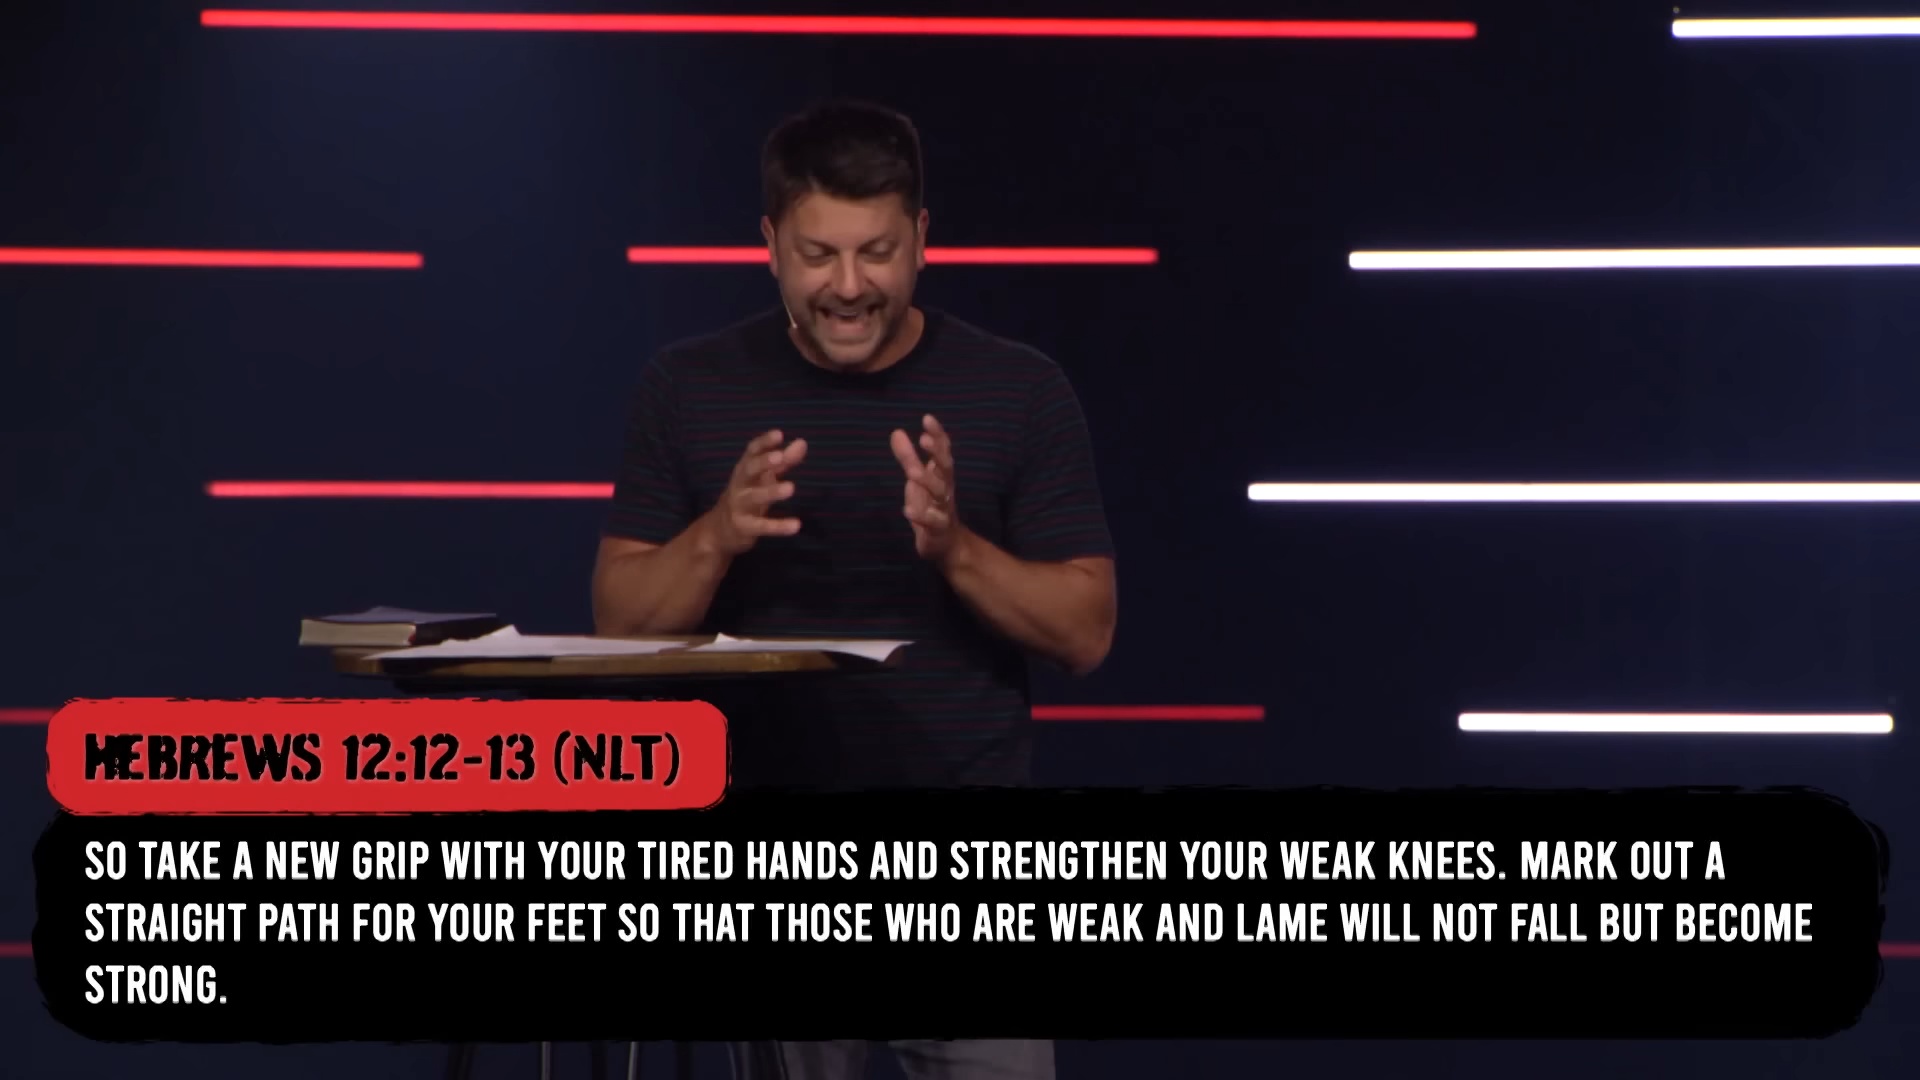 HEBREWS 12:12-13 (NLT)
SO TAKE A NEW GRIP WITH YOUR TIRED HANDS AND STRENGTHEN YOUR WEAK KNEES. MARK OUT A
STRAIGHT PATH FOR YOUR FEET SO THAT THOSE WHO ARE WEAK AND LAME WILL NOT FALL BUT BECOME
STRONG.